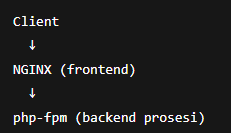 Client
↓
NGINX (frontend)
↓
php-fpm (backend prosesi)